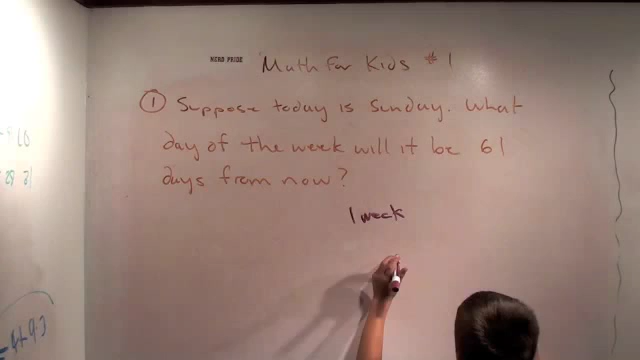 NERD PRIDE
Math For Kids #1
① Suppose today is Sunday. What
day of the week will it be 61
days from now?
1 week